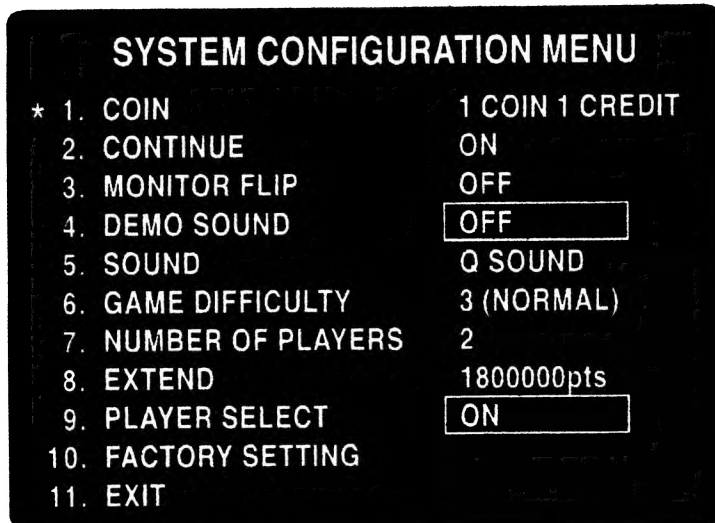 SYSTEM CONFIGURATION MENU
* 1. COIN 1 COIN 1 CREDIT
2. CONTINUE ON
3. MONITOR FLIP OFF
4. DEMO SOUND OFF
5. SOUND Q SOUND
6. GAME DIFFICULTY 3 (NORMAL)
7. NUMBER OF PLAYERS 2
8. EXTEND 1800000pts
9. PLAYER SELECT ON
10. FACTORY SETTING
11. EXIT